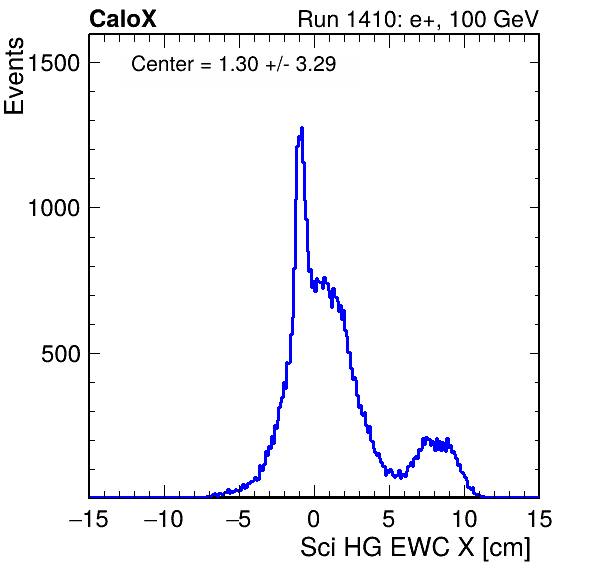 CaloX Run 1410: e+, 100 GeV
Center = 1.30 +/- 3.29
Events
1500
1000
500
−15 −10 −5 0 5 10 15
Sci HG EWC X [cm]